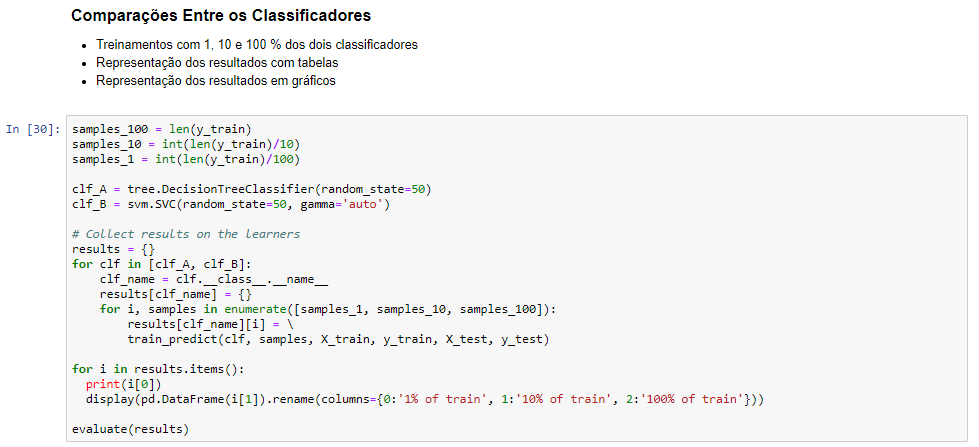 Comparações Entre os Classificadores
• Treinamentos com 1, 10 e 100 % dos dois classificadores
• Representação dos resultados com tabelas
• Representação dos resultados em gráficos
In [30]:
samples_100 = len(y_train)
samples_10 = int(len(y_train)/10)
samples_1 = int(len(y_train)/100)
clf_A = tree.DecisionTreeClassifier(random_state=50)
clf_B = svm.SVC(random_state=50, gamma='auto')
# Collect results on the learners
results = {}
for clf in [clf_A, clf_B]:
    clf_name = clf.__class__.__name__
    results[clf_name] = {}
    for i, samples in enumerate([samples_1, samples_10, samples_100]):
        results[clf_name][i] = \
        train_predict(clf, samples, X_train, y_train, X_test, y_test)
for i in results.items():
  print(i[0])
  display(pd.DataFrame(i[1]).rename(columns={0:'1% of train', 1:'10% of train', 2:'100% of train'}))
evaluate(results)